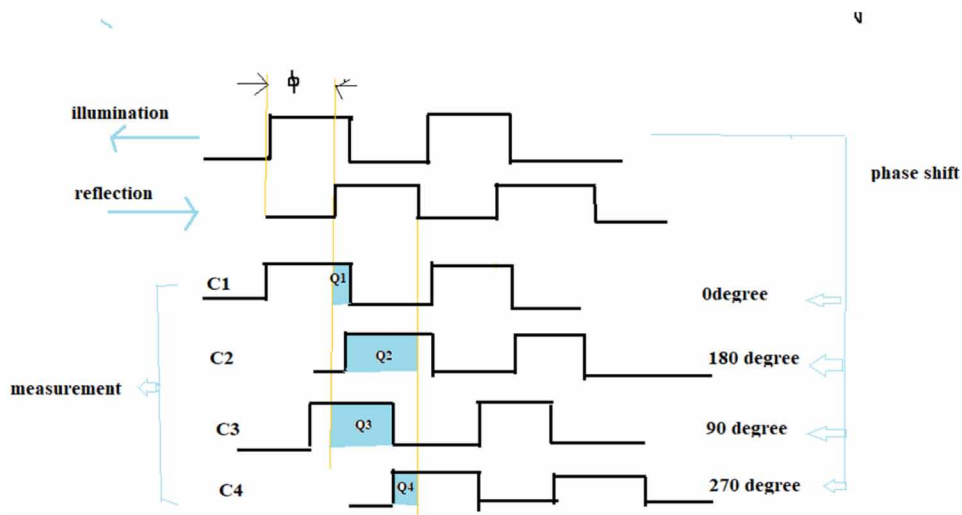 ϕ
illumination
phase shift
reflection
C1 Q1 0degree
C2 Q2 180 degree
measurement
C3 Q3 90 degree
C4 Q4 270 degree